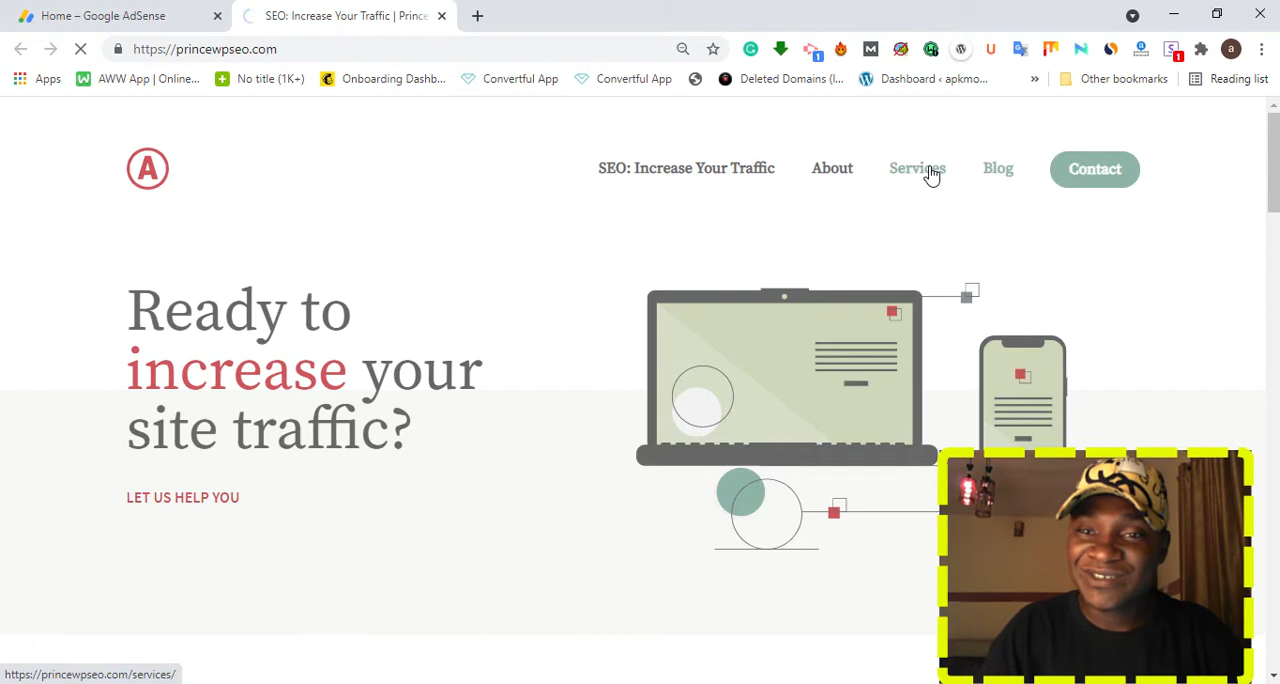 Home – Google AdSense
SEO: Increase Your Traffic | Prince
https://princewpseo.com
1
1
a
Apps
AWW App | Online...
No title (1K+)
Onboarding Dashb...
Convertful App
Convertful App
Deleted Domains (l...
Dashboard ‹ apkmo...
»
Other bookmarks
Reading list
A
SEO: Increase Your Traffic
About
Services
Blog
Contact
Ready to
increase your
site traffic?
LET US HELP YOU
https://princewpseo.com/services/